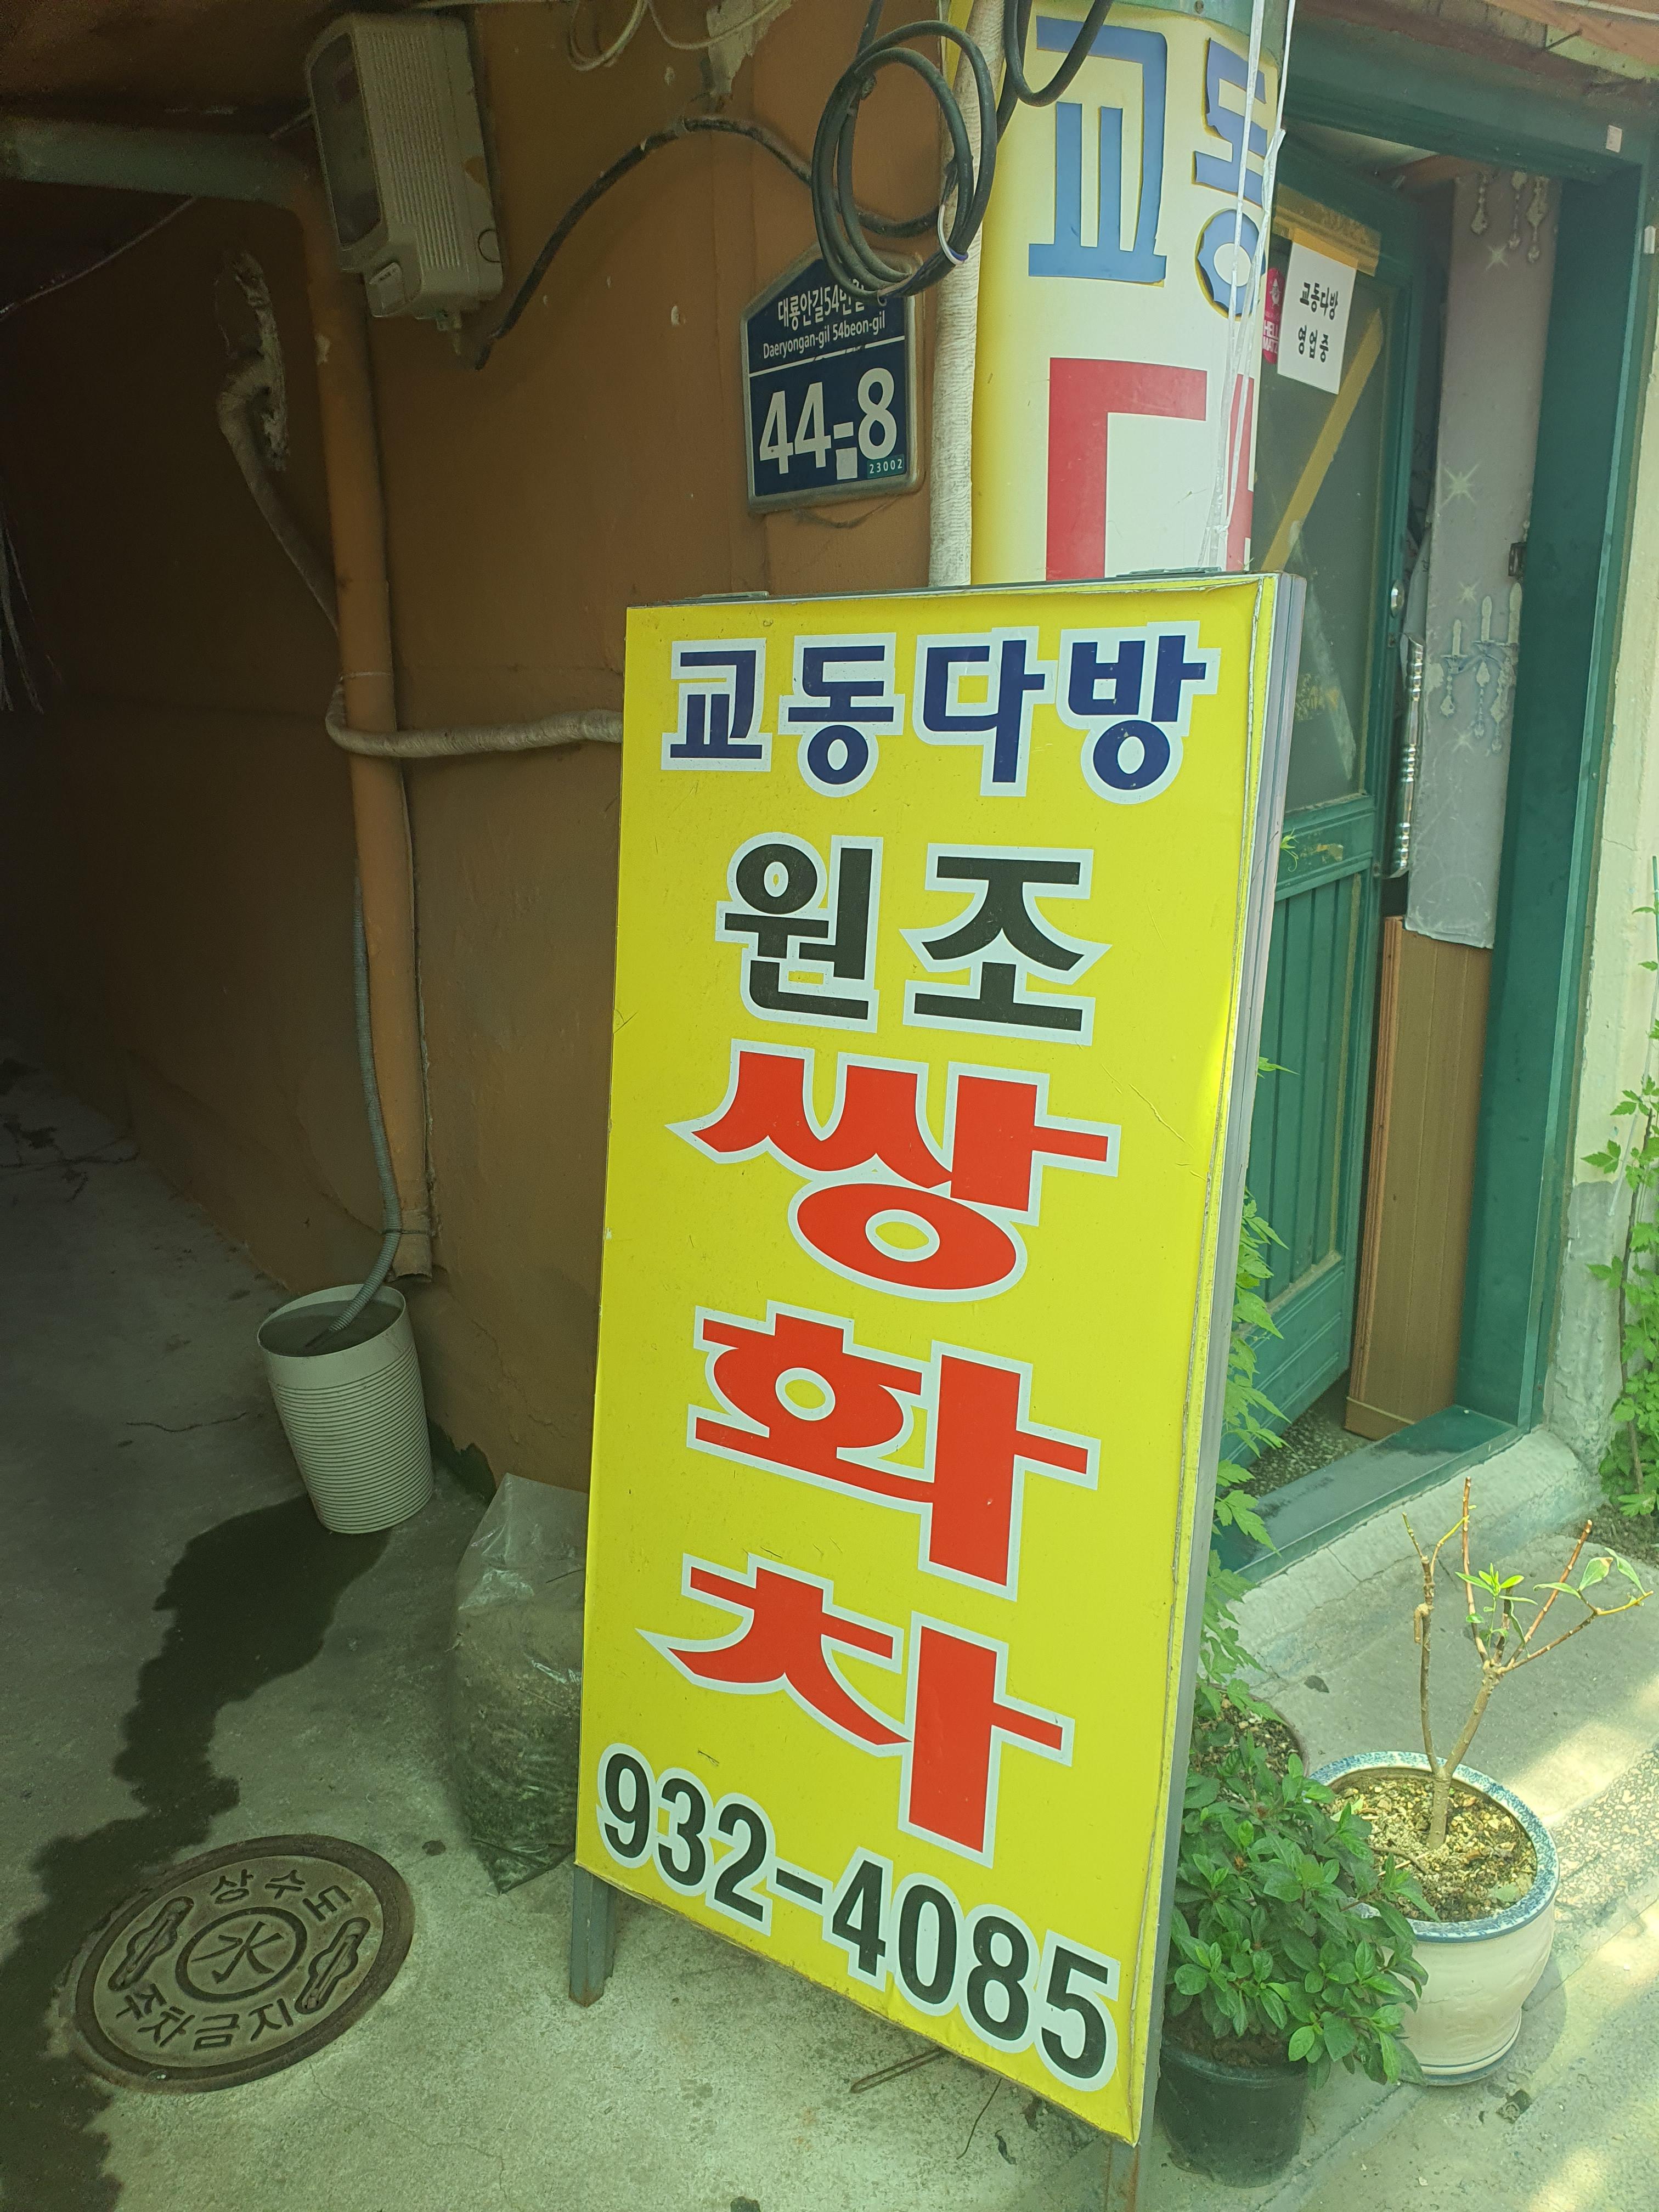 교동
다
대룡안길54번길
Daeryongan-gil 54beon-gil
44-8
23002
교동다방
영업중
교동다방
원조
쌍
화
차
932-4085
상수도
水
주차금지